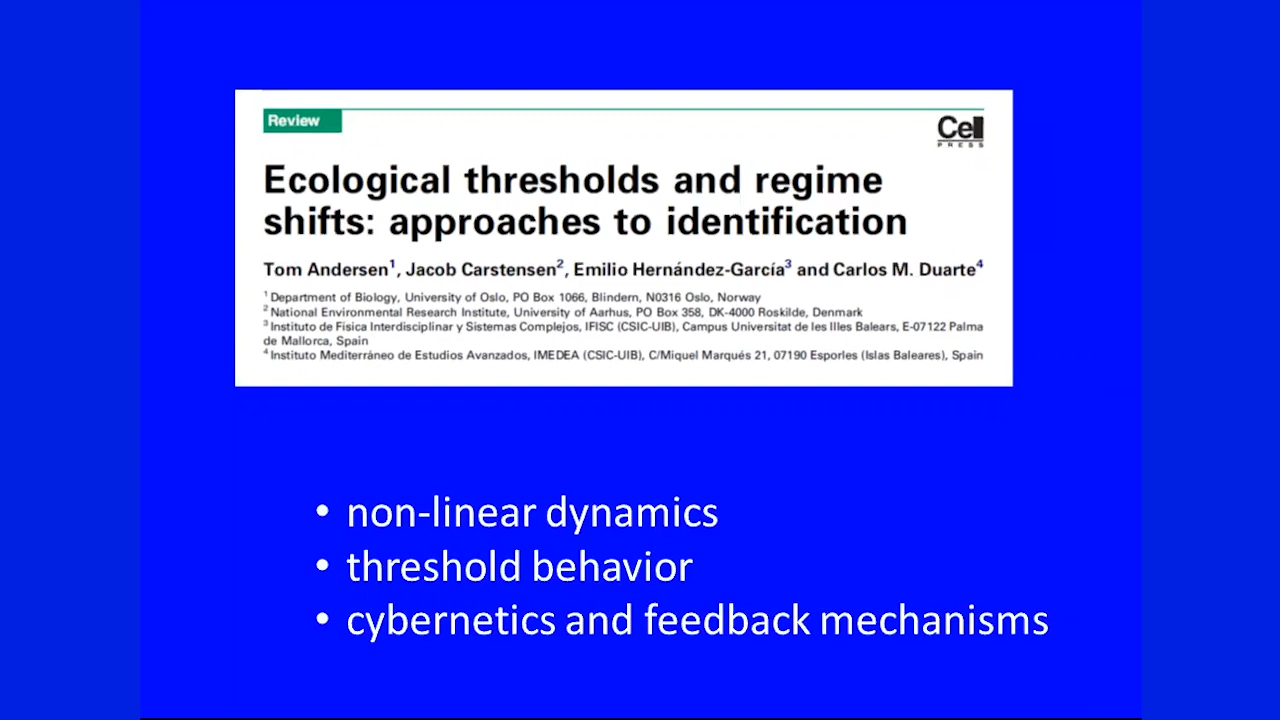 Review
Cell
PRESS
Ecological thresholds and regime
shifts: approaches to identification
Tom Andersen¹, Jacob Carstensen², Emilio Hernández-García³ and Carlos M. Duarte⁴
¹ Department of Biology, University of Oslo, PO Box 1066, Blindern, N0316 Oslo, Norway
² National Environmental Research Institute, University of Aarhus, PO Box 358, DK-4000 Roskilde, Denmark
³ Instituto de Física Interdisciplinar y Sistemas Complejos, IFISC (CSIC-UIB), Campus Universitat de les Illes Balears, E-07122 Palma
de Mallorca, Spain
⁴ Instituto Mediterráneo de Estudios Avanzados, IMEDEA (CSIC-UIB), C/Miquel Marqués 21, 07190 Esporles (Islas Baleares), Spain
• non-linear dynamics
• threshold behavior
• cybernetics and feedback mechanisms